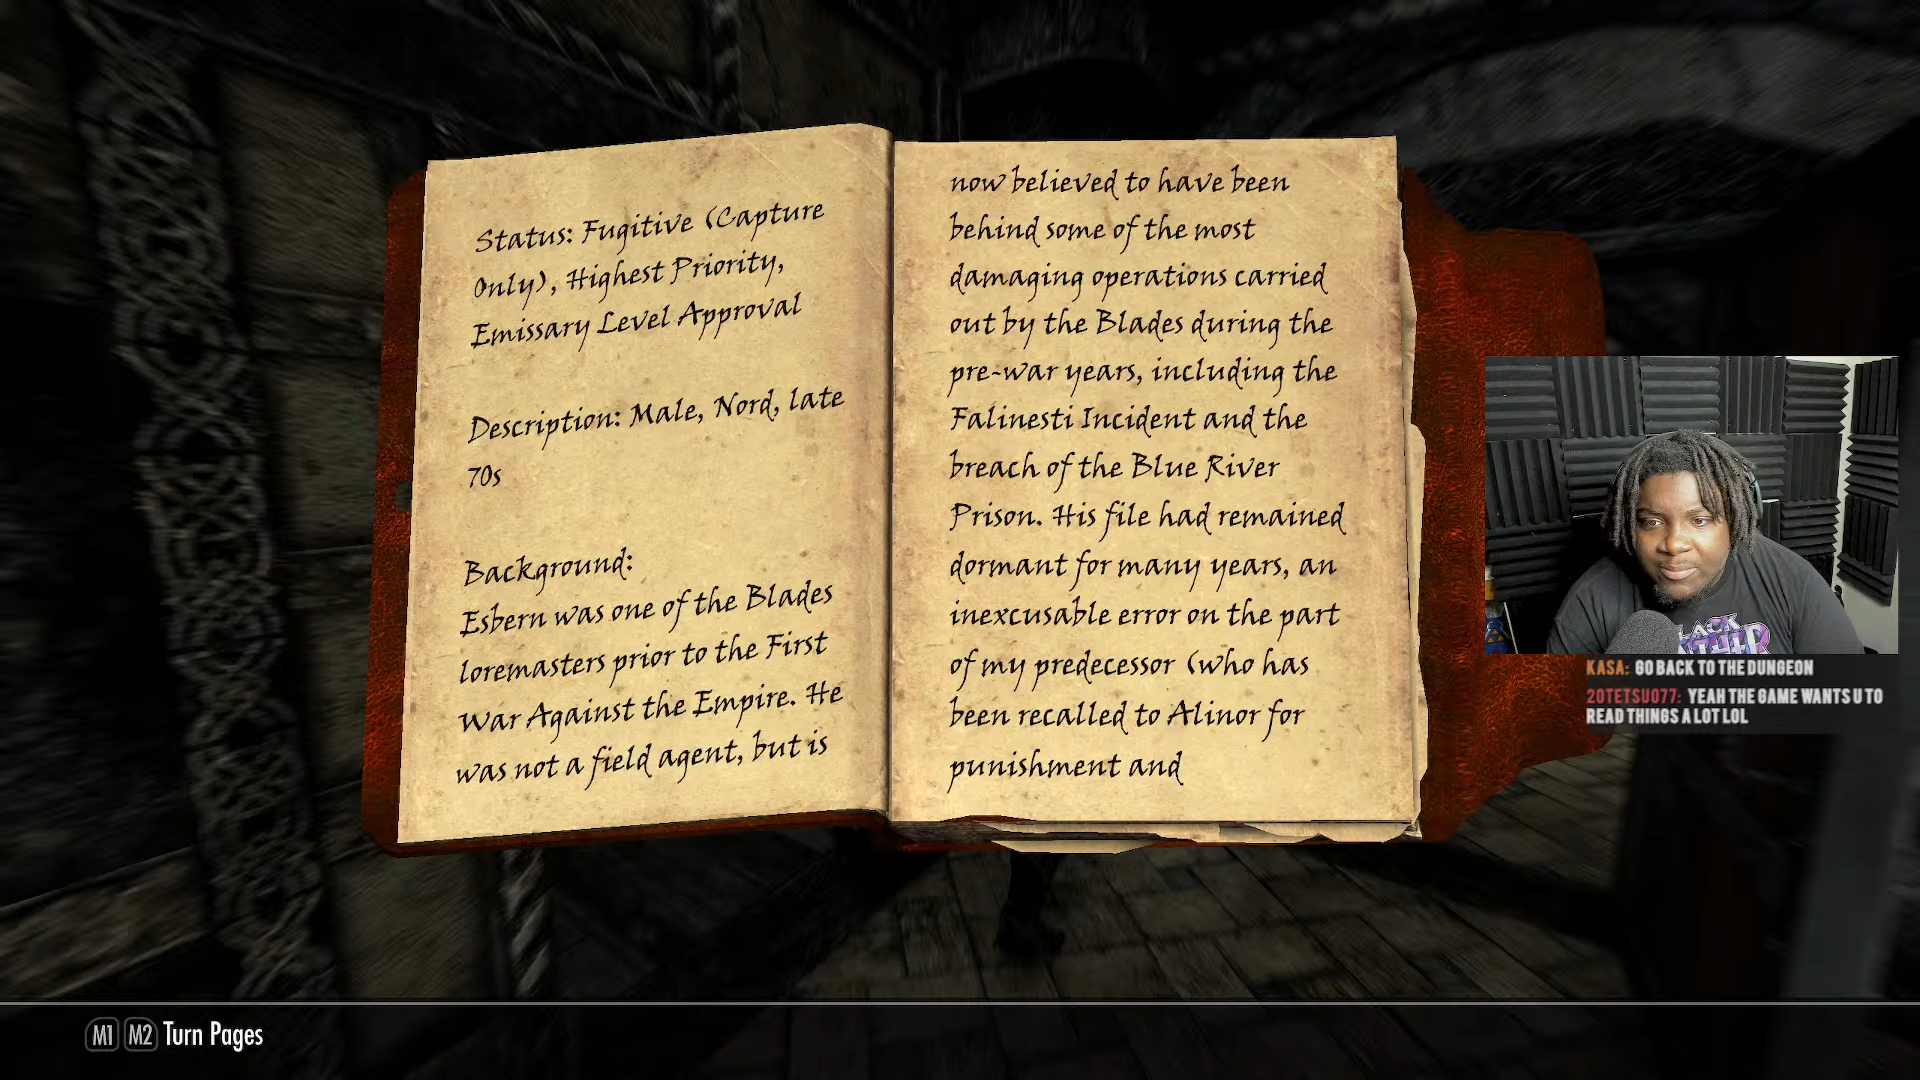 Status: Fugitive (Capture
Only), Highest Priority,
Emissary Level Approval
Description: Male, Nord, late
70s
Background:
Esbern was one of the Blades
loremasters prior to the First
War Against the Empire. He
was not a field agent, but is
now believed to have been
behind some of the most
damaging operations carried
out by the Blades during the
pre-war years, including the
Falinesti Incident and the
breach of the Blue River
Prison. His file had remained
dormant for many years, an
inexcusable error on the part
of my predecessor (who has
been recalled to Alinor for
punishment and
KASA: GO BACK TO THE DUNGEON
20TETSU077: YEAH THE GAME WANTS U TO
READ THINGS A LOT LOL
M1 M2 Turn Pages